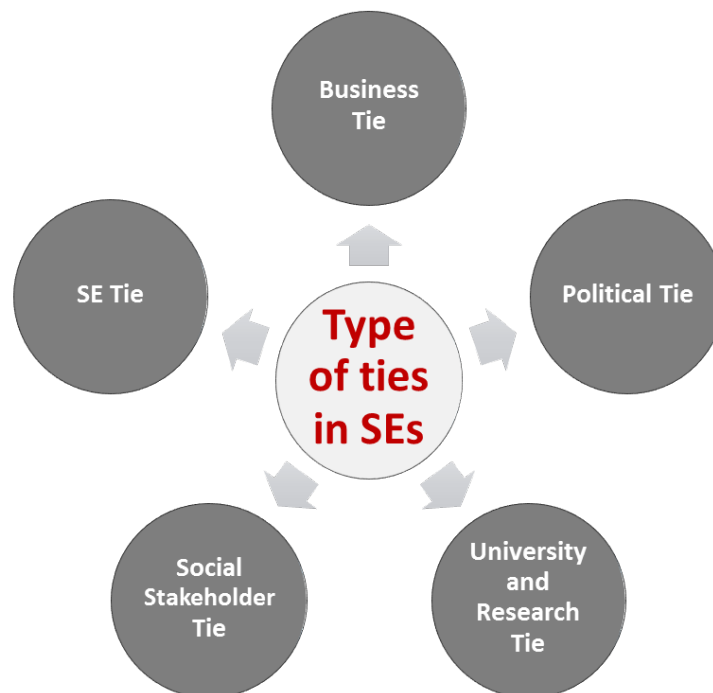 Business
Tie
SE Tie
Political Tie
Type
of ties
in SEs
Social
Stakeholder
Tie
University
and
Research
Tie